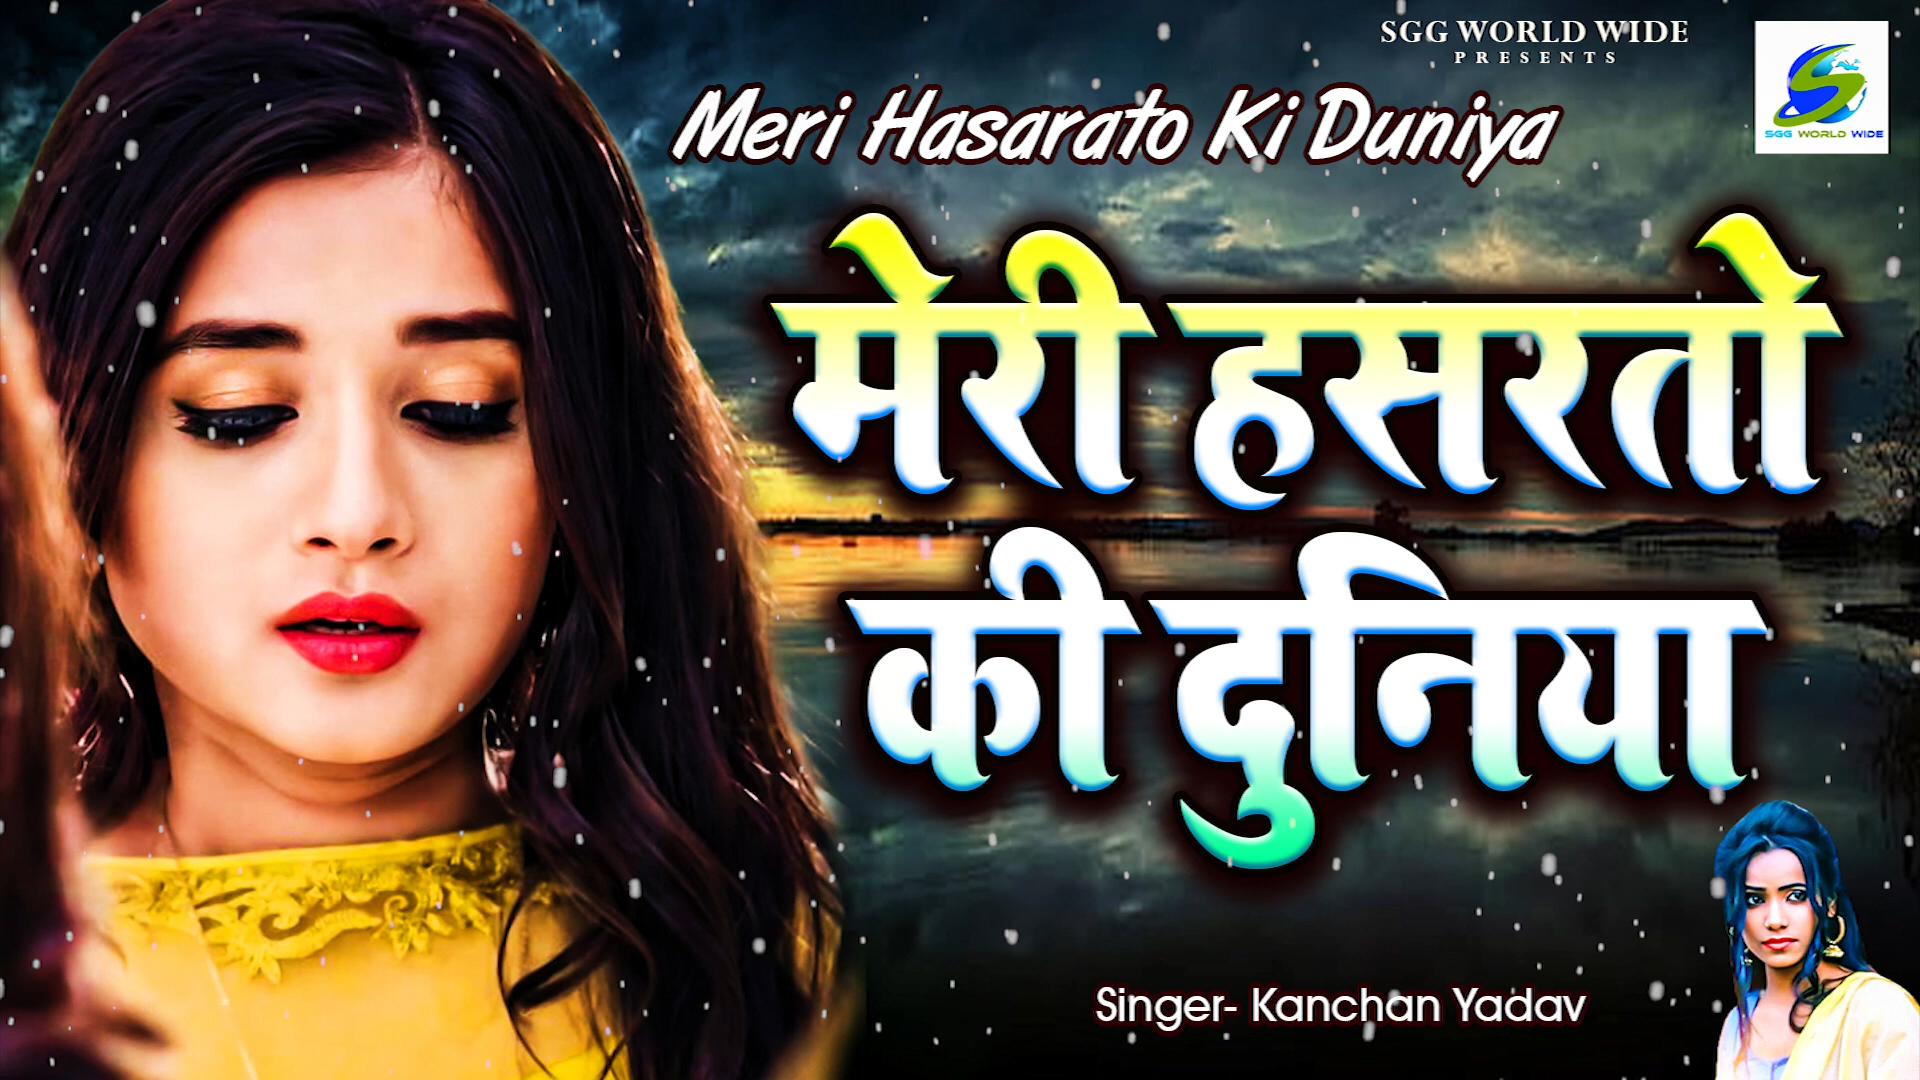 SGG WORLD WIDE
PRESENTS
SGG WORLD WIDE
Meri Hasarato Ki Duniya
मेरी हसरतो
की दुनिया
Singer- Kanchan Yadav